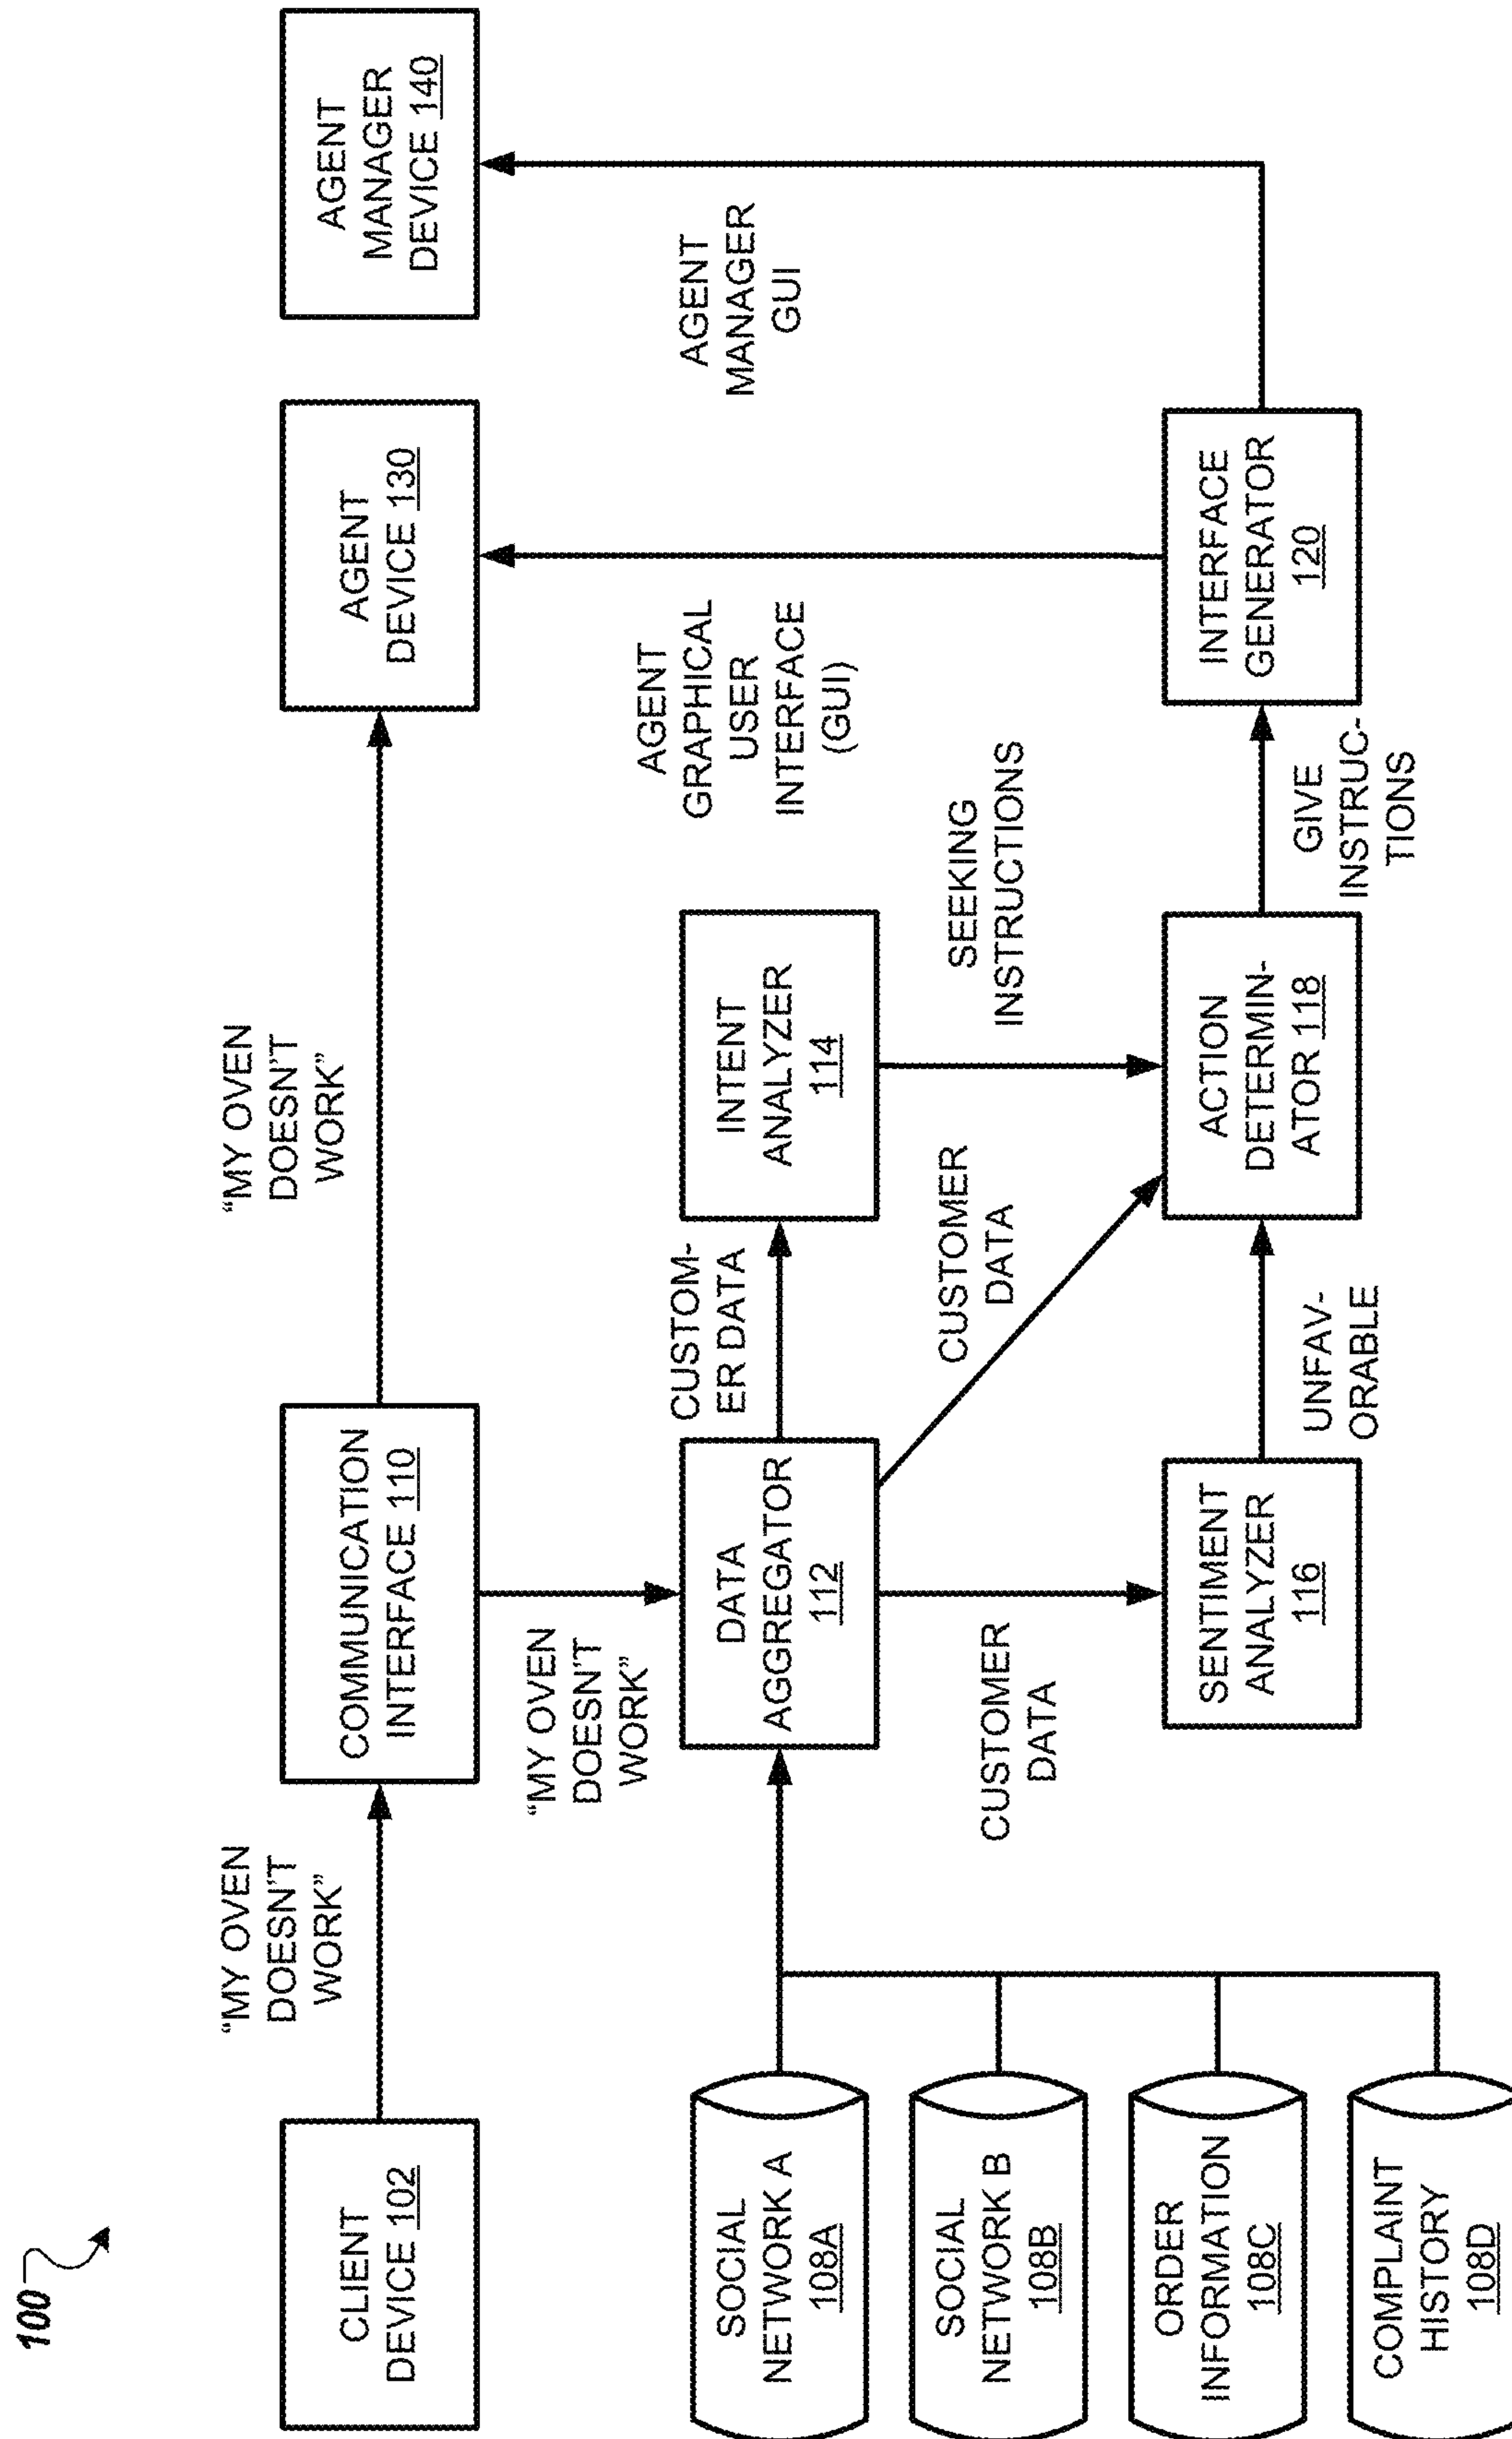 100
CLIENT
DEVICE 102
"MY OVEN
DOESN'T
WORK"
COMMUNICATION
INTERFACE 110
"MY OVEN
DOESN'T
WORK"
AGENT
DEVICE 130
AGENT
MANAGER
DEVICE 140
"MY OVEN
DOESN'T
WORK"
SOCIAL
NETWORK A
108A
SOCIAL
NETWORK B
108B
ORDER
INFORMATION
108C
COMPLAINT
HISTORY
108D
DATA
AGGREGATOR
112
CUSTOM-
ER DATA
INTENT
ANALYZER
114
CUSTOMER
DATA
CUSTOMER
DATA
SEEKING
INSTRUCTIONS
AGENT
GRAPHICAL
USER
INTERFACE
(GUI)
AGENT
MANAGER
GUI
SENTIMENT
ANALYZER
116
UNFAV-
ORABLE
ACTION
DETERMIN-
ATOR 118
GIVE
INSTRUC-
TIONS
INTERFACE
GENERATOR
120